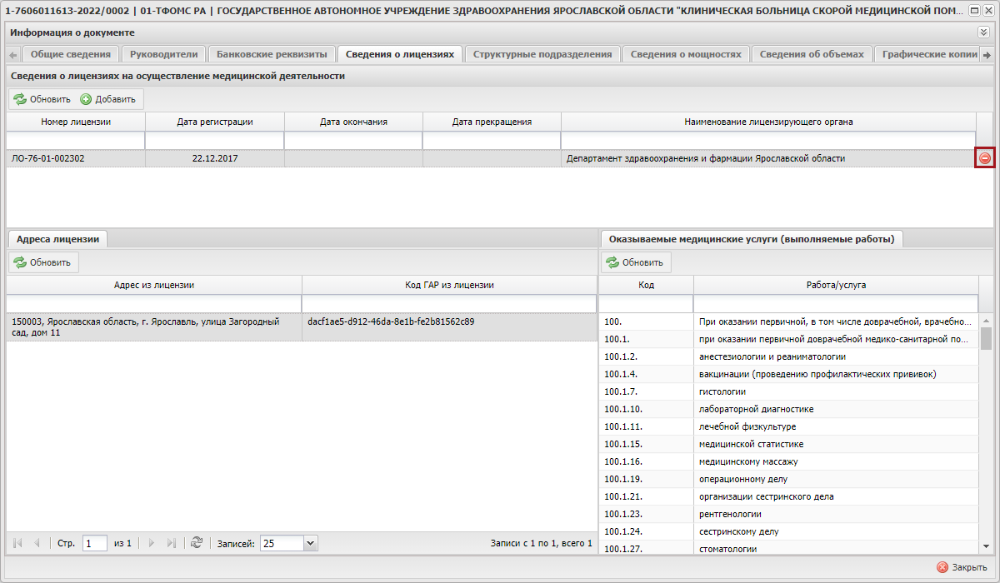 1-7606011613-2022/0002 | 01-ТФОМС РА | ГОСУДАРСТВЕННОЕ АВТОНОМНОЕ УЧРЕЖДЕНИЕ ЗДРАВООХРАНЕНИЯ ЯРОСЛАВСКОЙ ОБЛАСТИ "КЛИНИЧЕСКАЯ БОЛЬНИЦА СКОРОЙ МЕДИЦИНСКОЙ ПОМ...
Информация о документе
Общие сведения Руководители Банковские реквизиты Сведения о лицензиях Структурные подразделения Сведения о мощностях Сведения об объемах Графические копии
Сведения о лицензиях на осуществление медицинской деятельности
Обновить Добавить
Номер лицензии Дата регистрации Дата окончания Дата прекращения Наименование лицензирующего органа
ЛО-76-01-002302 22.12.2017 Департамент здравоохранения и фармации Ярославской области
Адреса лицензии
Обновить
Адрес из лицензии Код ГАР из лицензии
150003, Ярославская область, г. Ярославль, улица Загородный сад, дом 11 dacf1ae5-d912-46da-8e1b-fe2b81562c89
Стр. 1 из 1 Записей: 25 Записи с 1 по 1, всего 1
Оказываемые медицинские услуги (выполняемые работы)
Обновить
Код Работа/услуга
100. При оказании первичной, в том числе доврачебной, врачебно...
100.1. при оказании первичной доврачебной медико-санитарной по...
100.1.2. анестезиологии и реаниматологии
100.1.4. вакцинации (проведению профилактических прививок)
100.1.7. гистологии
100.1.10. лабораторной диагностике
100.1.11. лечебной физкультуре
100.1.15. медицинской статистике
100.1.16. медицинскому массажу
100.1.19. операционному делу
100.1.21. организации сестринского дела
100.1.23. рентгенологии
100.1.24. сестринскому делу
100.1.27. стоматологии
Закрыть